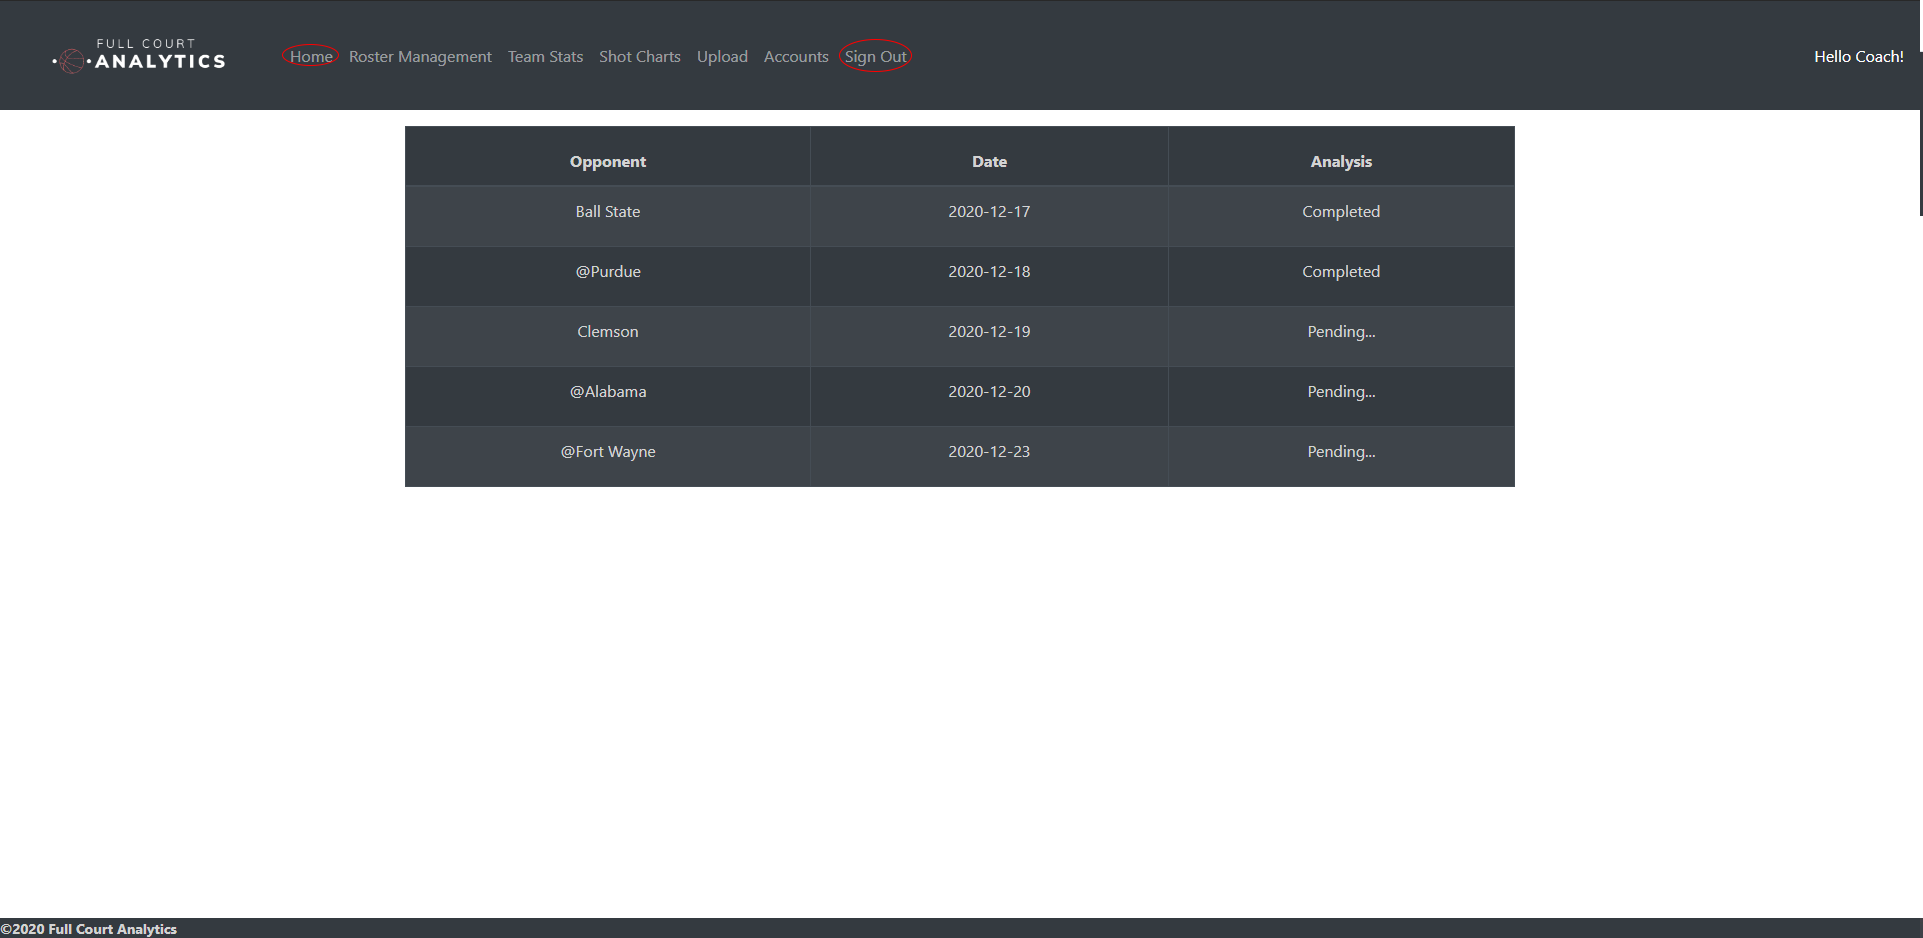 FULL COURT
ANALYTICS
Home Roster Management Team Stats Shot Charts Upload Accounts Sign Out Hello Coach!
Opponent Date Analysis
Ball State 2020-12-17 Completed
@Purdue 2020-12-18 Completed
Clemson 2020-12-19 Pending...
@Alabama 2020-12-20 Pending...
@Fort Wayne 2020-12-23 Pending...
©2020 Full Court Analytics